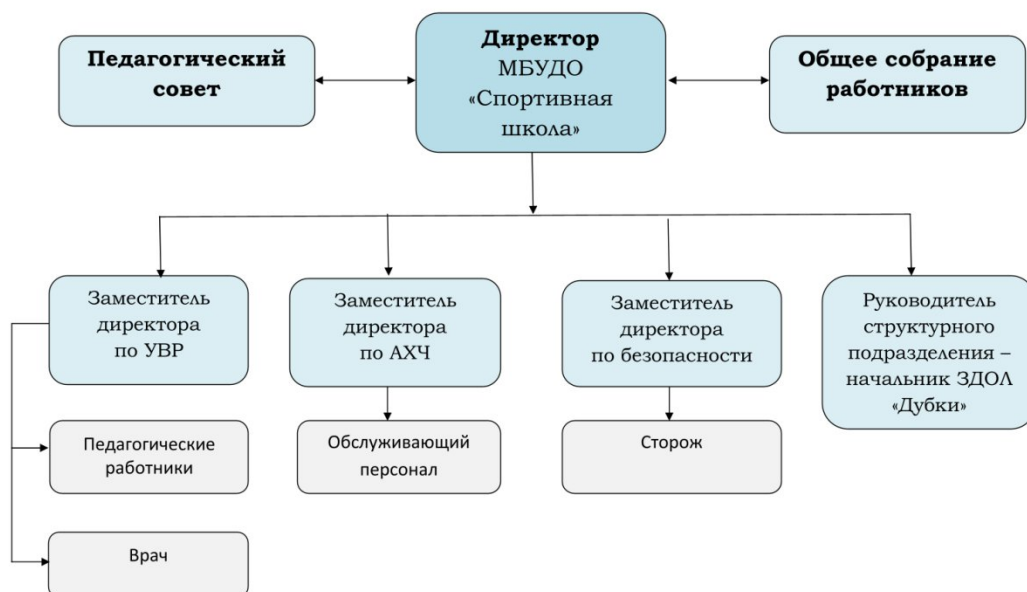 Педагогический
совет
Директор
МБУДО
«Спортивная
школа»
Общее собрание
работников
Заместитель
директора
по УВР
Заместитель
директора
по АХЧ
Заместитель
директора
по безопасности
Руководитель
структурного
подразделения –
начальник ЗДОЛ
«Дубки»
Педагогические
работники
Обслуживающий
персонал
Сторож
Врач